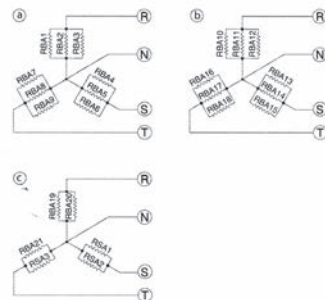 a
RBA1
RBA2
RBA3
R
N
RBA7
RBA8
RBA9
RBA4
RBA5
RBA6
S
T
b
RBA10
RBA11
RBA12
R
N
RBA16
RBA17
RBA18
RBA13
RBA14
RBA15
S
T
c
RBA19
RBA20
R
N
RBA21
RSA3
RSA1
RSA2
S
T